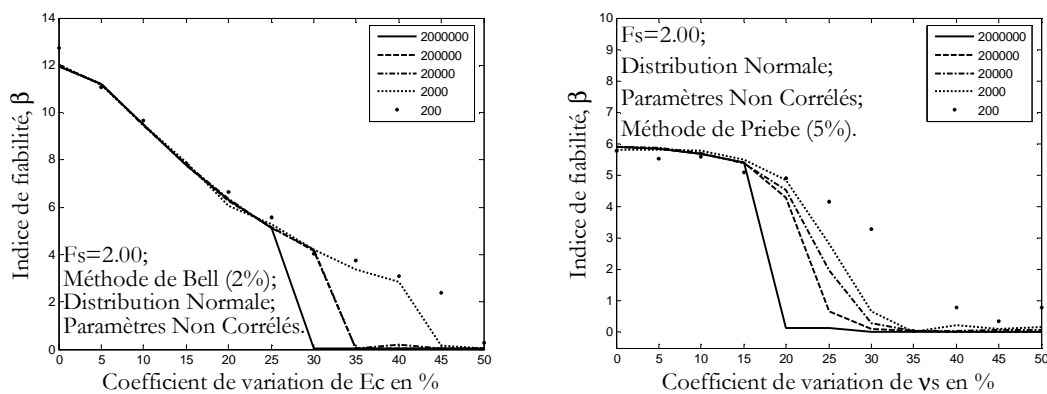 14
12
10
8
6
4
2
0
Indice de fiabilité, β
2000000
200000
20000
2000
200
Fs=2.00;
Méthode de Bell (2%);
Distribution Normale;
Paramètres Non Corrélés.
0 5 10 15 20 25 30 35 40 45 50
Coefficient de variation de Ec en %
10
9
8
7
6
5
4
3
2
1
0
Indice de fiabilité, β
Fs=2.00;
Distribution Normale;
Paramètres Non Corrélés;
Méthode de Priebe (5%).
2000000
200000
20000
2000
200
0 5 10 15 20 25 30 35 40 45 50
Coefficient de variation de νs en %